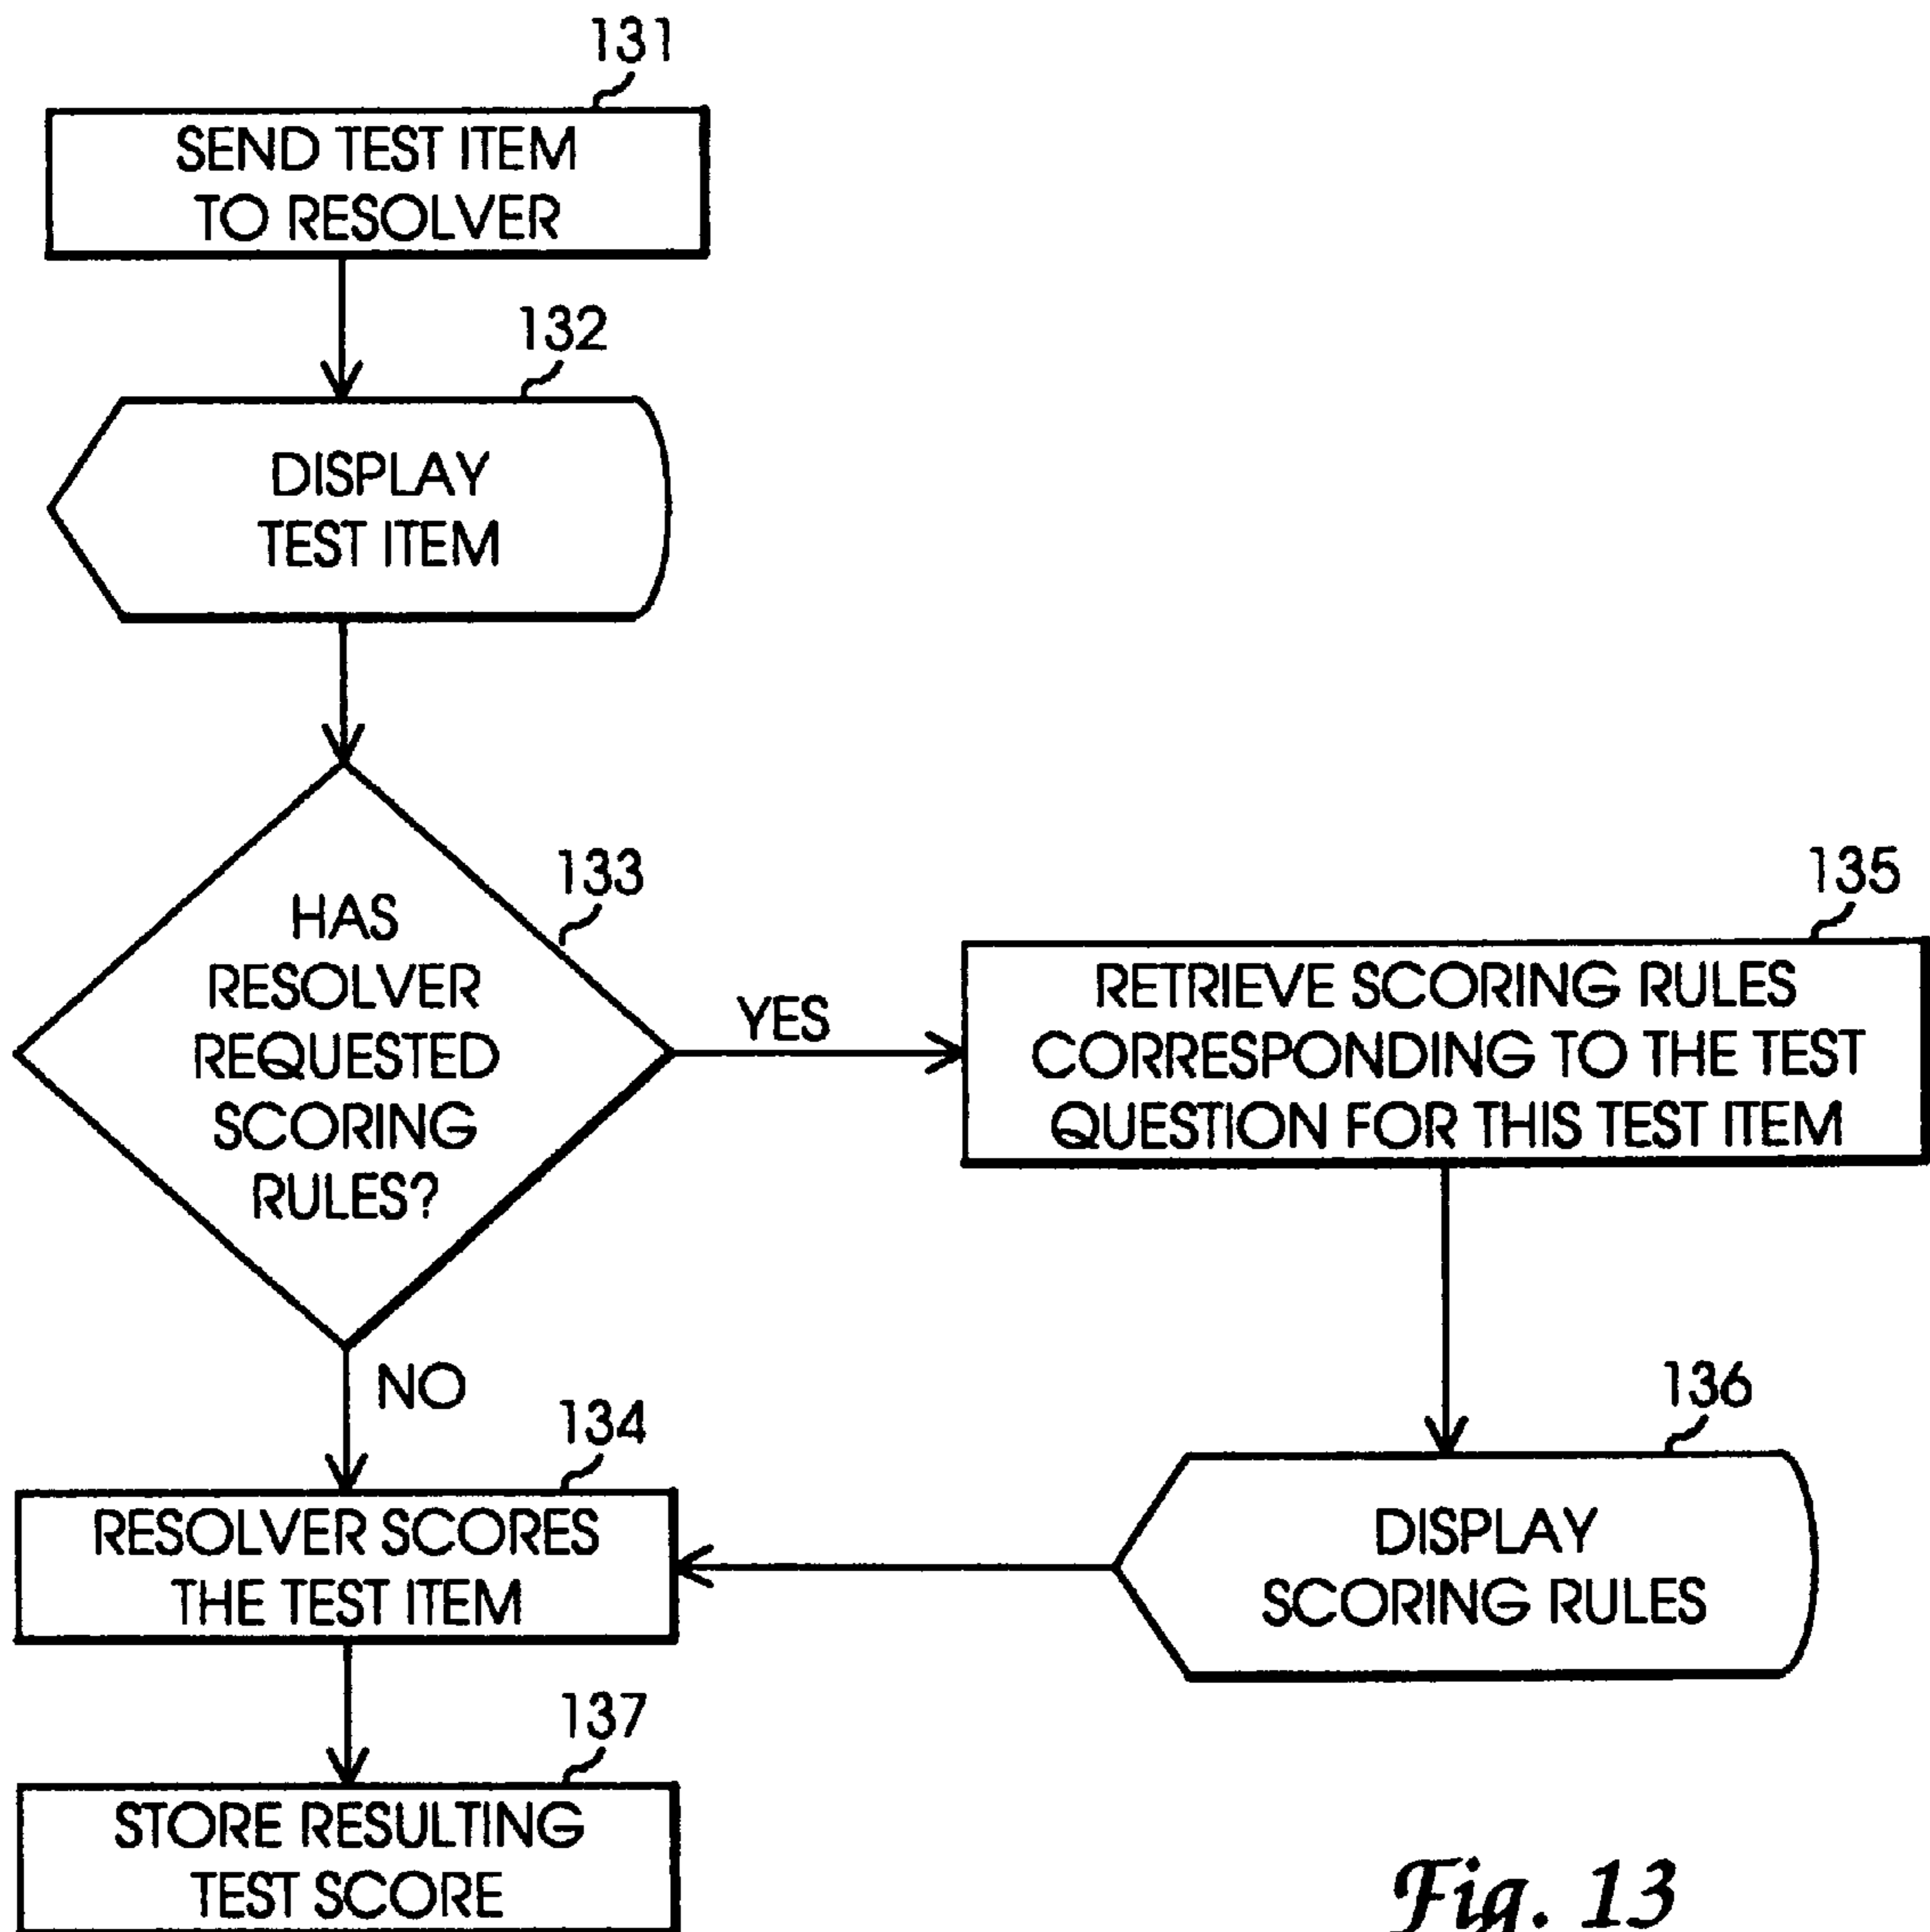 131
SEND TEST ITEM
TO RESOLVER
132
DISPLAY
TEST ITEM
133
HAS
RESOLVER
REQUESTED
SCORING
RULES?
YES
135
RETRIEVE SCORING RULES
CORRESPONDING TO THE TEST
QUESTION FOR THIS TEST ITEM
NO
134
RESOLVER SCORES
THE TEST ITEM
136
DISPLAY
SCORING RULES
137
STORE RESULTING
TEST SCORE
Fig. 13